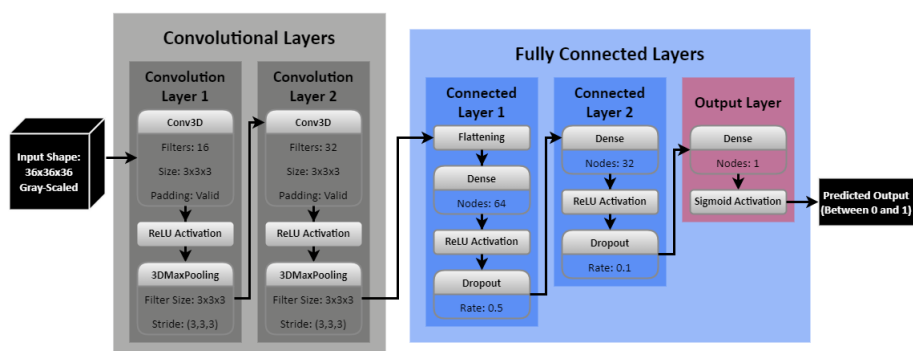 Convolutional Layers
Fully Connected Layers
Input Shape:
36x36x36
Gray-Scaled
Convolution
Layer 1
Conv3D
Filters: 16
Size: 3x3x3
Padding: Valid
ReLU Activation
3DMaxPooling
Filter Size: 3x3x3
Stride: (3,3,3)
Convolution
Layer 2
Conv3D
Filters: 32
Size: 3x3x3
Padding: Valid
ReLU Activation
3DMaxPooling
Filter Size: 3x3x3
Stride: (3,3,3)
Connected
Layer 1
Flattening
Dense
Nodes: 64
ReLU Activation
Dropout
Rate: 0.5
Connected
Layer 2
Dense
Nodes: 32
ReLU Activation
Dropout
Rate: 0.1
Output Layer
Dense
Nodes: 1
Sigmoid Activation
Predicted Output
(Between 0 and 1)